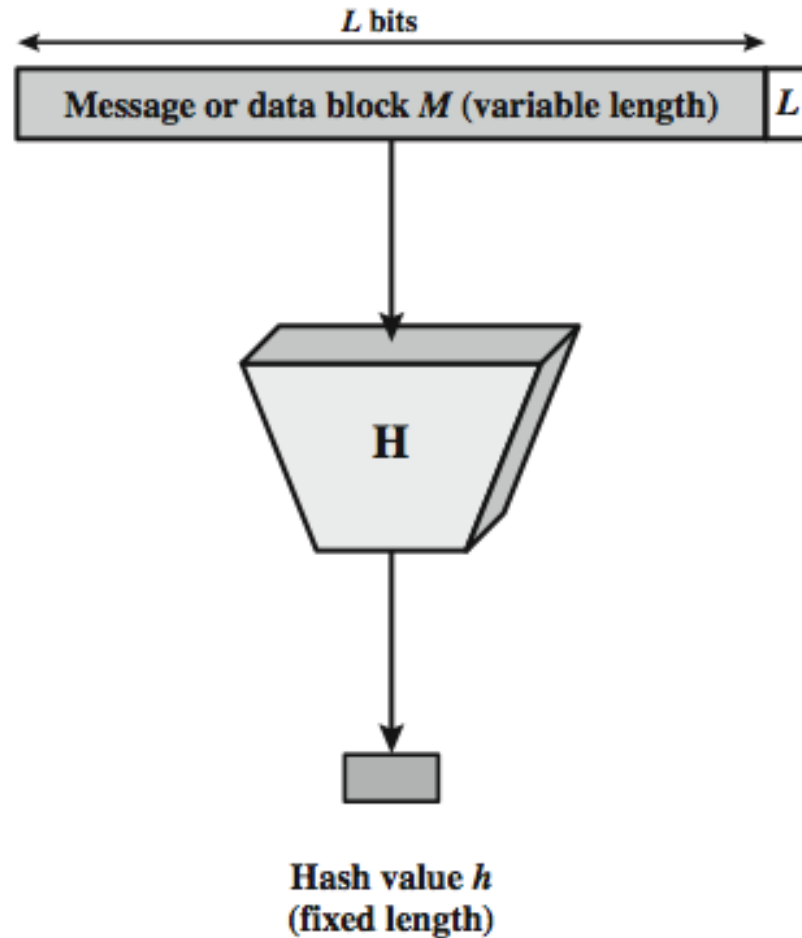 L bits
Message or data block M (variable length) L
H
Hash value h
(fixed length)